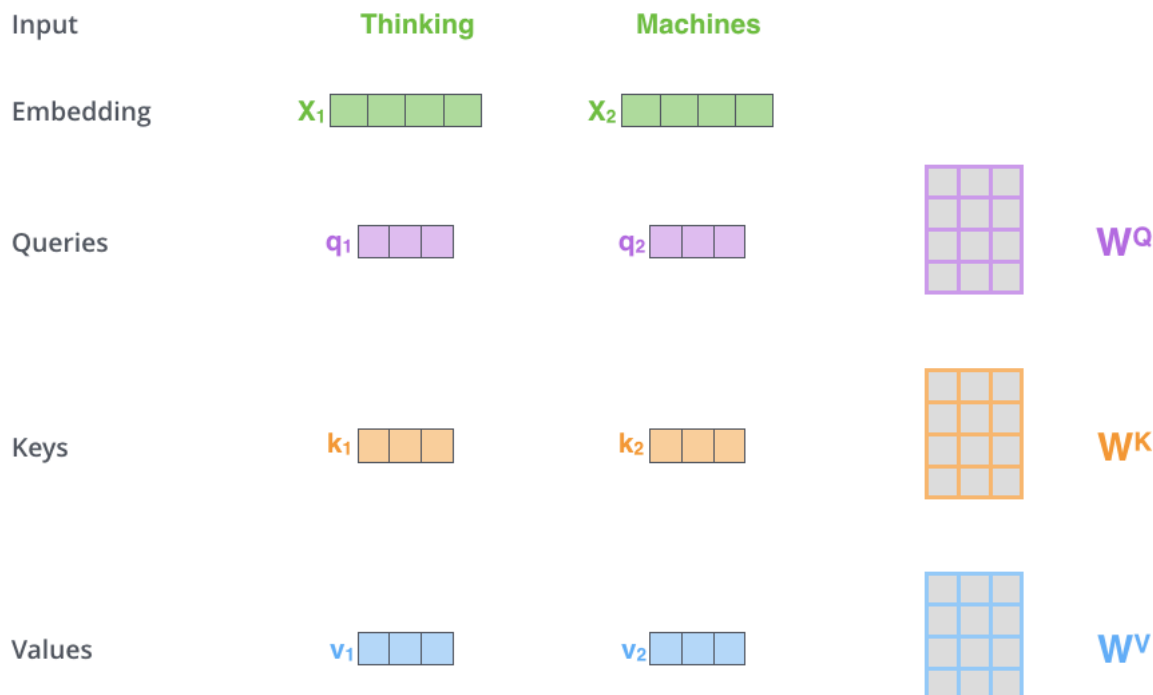 Input Thinking Machines
Embedding X1 X2
Queries q1 q2 WQ
Keys k1 k2 WK
Values v1 v2 WV